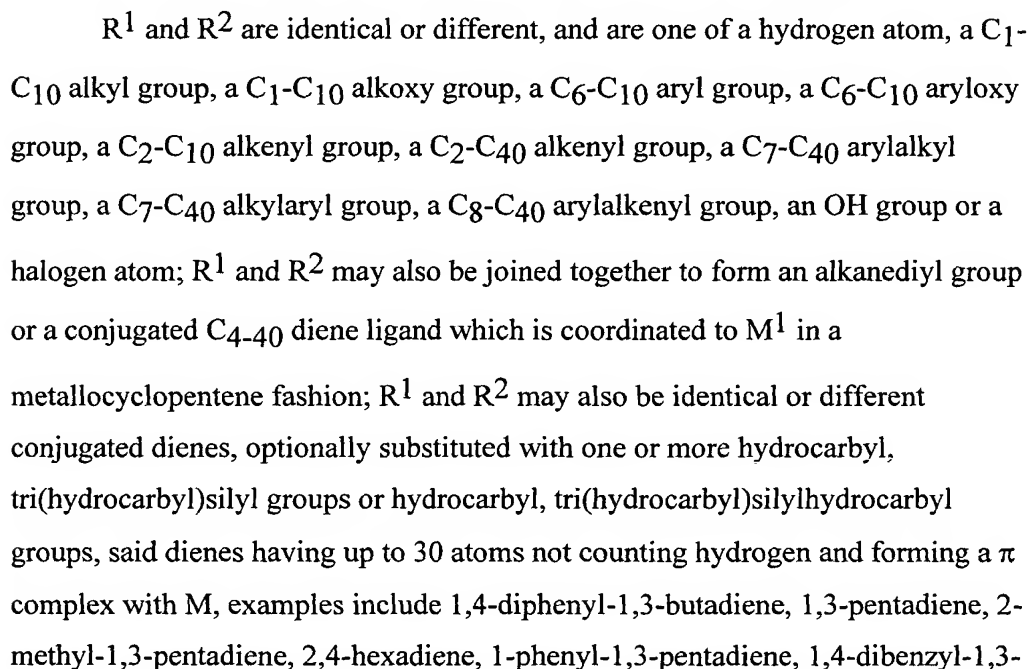 R¹ and R² are identical or different, and are one of a hydrogen atom, a C₁-
C₁₀ alkyl group, a C₁-C₁₀ alkoxy group, a C₆-C₁₀ aryl group, a C₆-C₁₀ aryloxy
group, a C₂-C₁₀ alkenyl group, a C₂-C₄₀ alkenyl group, a C₇-C₄₀ arylalkyl
group, a C₇-C₄₀ alkylaryl group, a C₈-C₄₀ arylalkenyl group, an OH group or a
halogen atom; R¹ and R² may also be joined together to form an alkanediyl group
or a conjugated C₄₋₄₀ diene ligand which is coordinated to M¹ in a
metallocyclopentene fashion; R¹ and R² may also be identical or different
conjugated dienes, optionally substituted with one or more hydrocarbyl,
tri(hydrocarbyl)silyl groups or hydrocarbyl, tri(hydrocarbyl)silylhydrocarbyl
groups, said dienes having up to 30 atoms not counting hydrogen and forming a π
complex with M, examples include 1,4-diphenyl-1,3-butadiene, 1,3-pentadiene, 2-
methyl-1,3-pentadiene, 2,4-hexadiene, 1-phenyl-1,3-pentadiene, 1,4-dibenzyl-1,3-